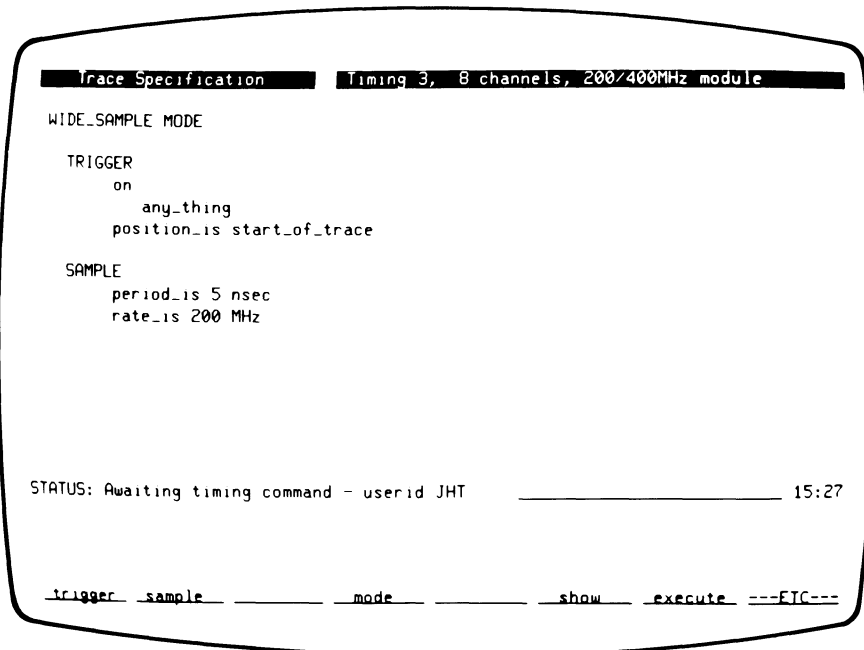 Trace Specification Timing 3, 8 channels, 200/400MHz module
WIDE_SAMPLE MODE
TRIGGER
on
any_thing
position_is start_of_trace
SAMPLE
period_is 5 nsec
rate_is 200 MHz
STATUS: Awaiting timing command - userid JHT 15:27
trigger sample mode show execute ---ETC---